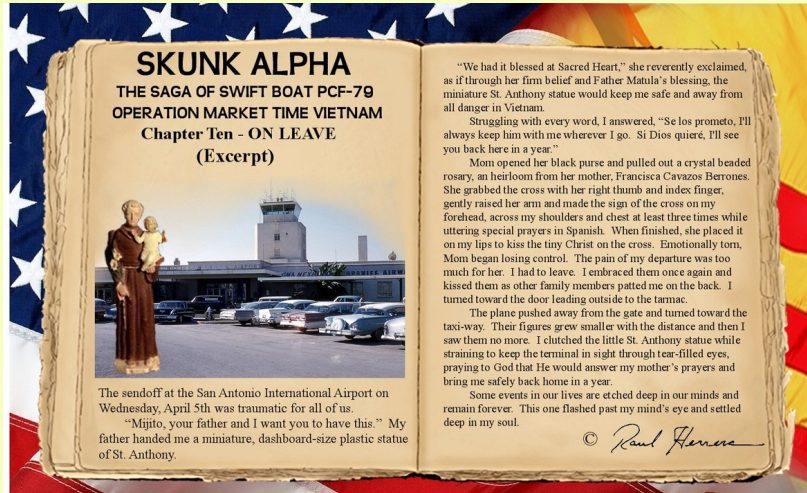 SKUNK ALPHA
THE SAGA OF SWIFT BOAT PCF-79
OPERATION MARKET TIME VIETNAM
Chapter Ten - ON LEAVE
(Excerpt)
The sendoff at the San Antonio International Airport on
Wednesday, April 5th was traumatic for all of us.
“Mijito, your father and I want you to have this.” My
father handed me a miniature, dashboard-size plastic statue
of St. Anthony.
“We had it blessed at Sacred Heart,” she reverently exclaimed,
as if through her firm belief and Father Matula’s blessing, the
miniature St. Anthony statue would keep me safe and away from
all danger in Vietnam.
Struggling with every word, I answered, “Se los prometo, I'll
always keep him with me wherever I go. Si Dios quieré, I'll see
you back here in a year.”
Mom opened her black purse and pulled out a crystal beaded
rosary, an heirloom from her mother, Francisca Cavazos Berrones.
She grabbed the cross with her right thumb and index finger,
gently raised her arm and made the sign of the cross on my
forehead, across my shoulders and chest at least three times while
uttering special prayers in Spanish. When finished, she placed it
on my lips to kiss the tiny Christ on the cross. Emotionally torn,
Mom began losing control. The pain of my departure was too
much for her. I had to leave. I embraced them once again and
kissed them as other family members patted me on the back. I
turned toward the door leading outside to the tarmac.
The plane pushed away from the gate and turned toward the
taxi-way. Their figures grew smaller with the distance and then I
saw them no more. I clutched the little St. Anthony statue while
straining to keep the terminal in sight through tear-filled eyes,
praying to God that He would answer my mother’s prayers and
bring me safely back home in a year.
Some events in our lives are etched deep in our minds and
remain forever. This one flashed past my mind’s eye and settled
deep in my soul.
© Raul Herrera